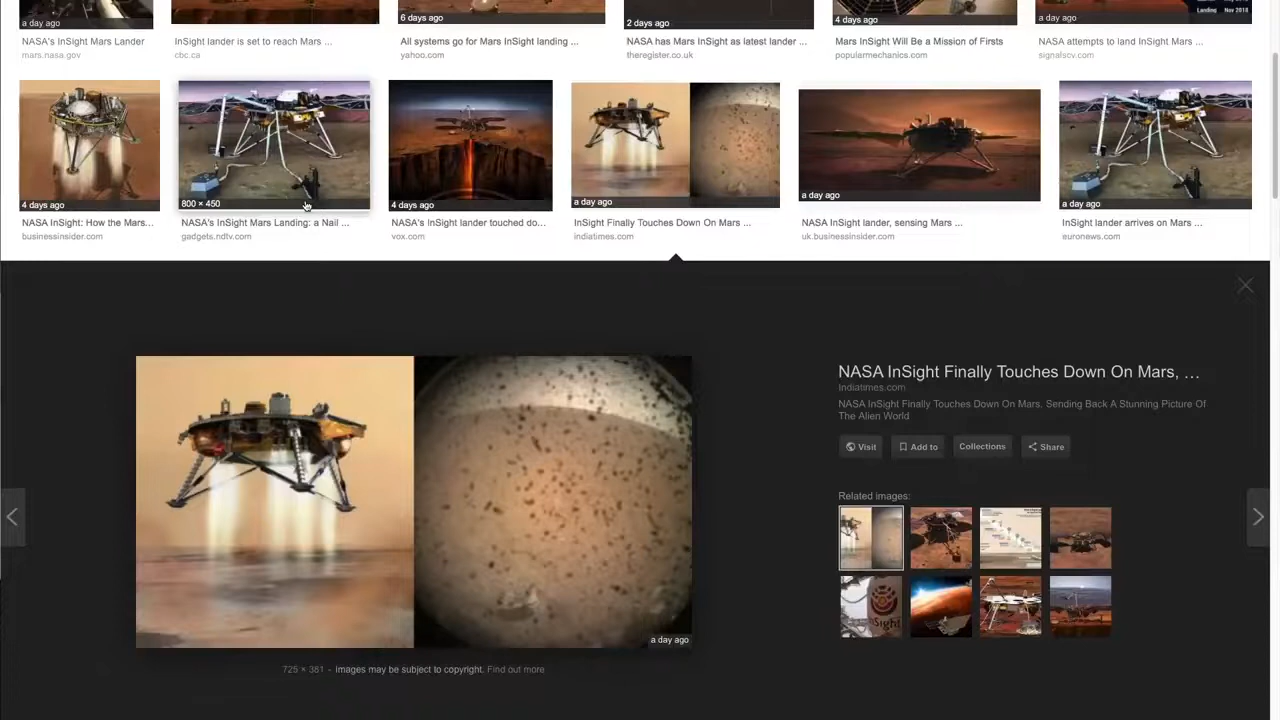 a day ago
6 days ago
2 days ago
4 days ago
a day ago
Landing Nov 2018
NASA's InSight Mars Lander
InSight lander is set to reach Mars ...
All systems go for Mars InSight landing ...
NASA has Mars InSight as latest lander ...
Mars InSight Will Be a Mission of Firsts
NASA attempts to land InSight Mars ...
mars.nasa.gov
cbc.ca
yahoo.com
theregister.co.uk
popularmechanics.com
signalscv.com
4 days ago
800 × 450
4 days ago
a day ago
a day ago
a day ago
NASA InSight: How the Mars...
NASA's InSight Mars Landing: a Nail ...
NASA's InSight lander touched do...
InSight Finally Touches Down On Mars ...
NASA InSight lander, sensing Mars ...
InSight lander arrives on Mars ...
businessinsider.com
gadgets.ndtv.com
vox.com
indiatimes.com
uk.businessinsider.com
euronews.com
NASA InSight Finally Touches Down On Mars, ...
Indiatimes.com
NASA InSight Finally Touches Down On Mars, Sending Back A Stunning Picture Of
The Alien World
Visit
Add to
Collections
Share
Related images:
InSight
a day ago
725 × 381 - Images may be subject to copyright. Find out more